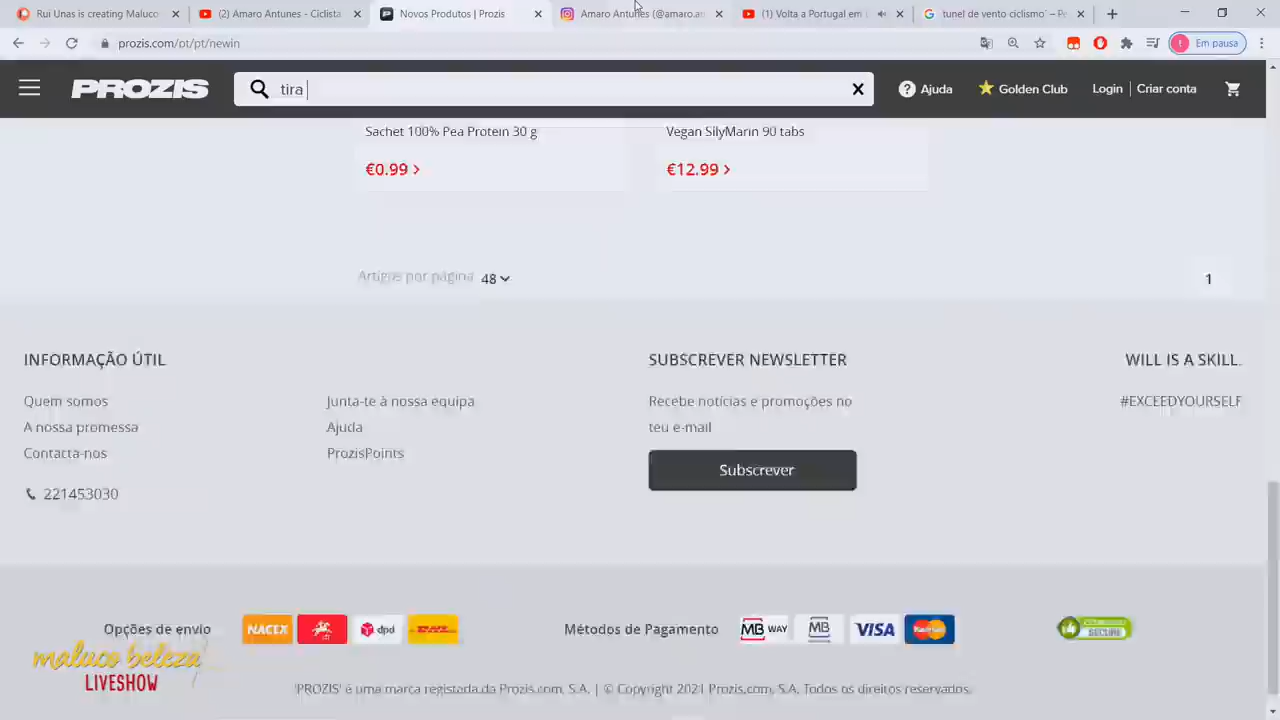 Rui Unas is creating Maluco
(2) Amaro Antunes - Ciclista
Novos Produtos | Prozis
Amaro Antunes (@amaro.an
(1) Volta a Portugal em
tunel de vento ciclismo´ – Pe
prozis.com/pt/pt/newin
Em pausa
PROZIS
tira
Ajuda
Golden Club
Login
Criar conta
Sachet 100% Pea Protein 30 g
Vegan SilyMarin 90 tabs
€0.99 >
€12.99 >
Artigos por página
48
1
INFORMAÇÃO ÚTIL
SUBSCREVER NEWSLETTER
WILL IS A SKILL.
Quem somos
Junta-te à nossa equipa
Recebe notícias e promoções no
#EXCEEDYOURSELF
A nossa promessa
Ajuda
teu e-mail
Contacta-nos
ProzisPoints
Subscrever
221453030
Opções de envio
NACEX
dpd
DHL
Métodos de Pagamento
MB WAY
MB
VISA
MasterCard
SECURE
maluco beleza
LIVESHOW
'PROZIS' é uma marca registada da Prozis.com, S.A. | © Copyright 2021 Prozis.com, S.A. Todos os direitos reservados.